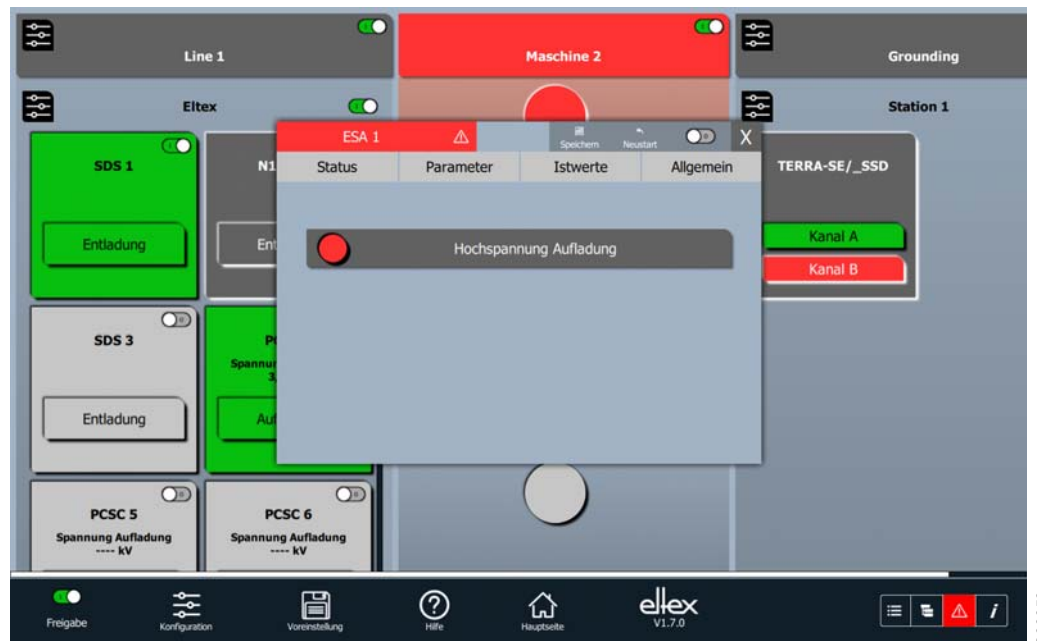 Line 1
Maschine 2
Grounding
Eltex
Station 1
SDS 1
Entladung
N1
ESA 1
Speichern
Neustart
X
Status
Parameter
Istwerte
Allgemein
Hochspannung Aufladung
TERRA-SE/_SSD
Kanal A
Kanal B
SDS 3
Entladung
PCSC 5
Spannung Aufladung
---- kV
PCSC 6
Spannung Aufladung
---- kV
Freigabe
Konfiguration
Voreinstellung
? Hilfe
Hauptseite
eltex
V1.7.0
i